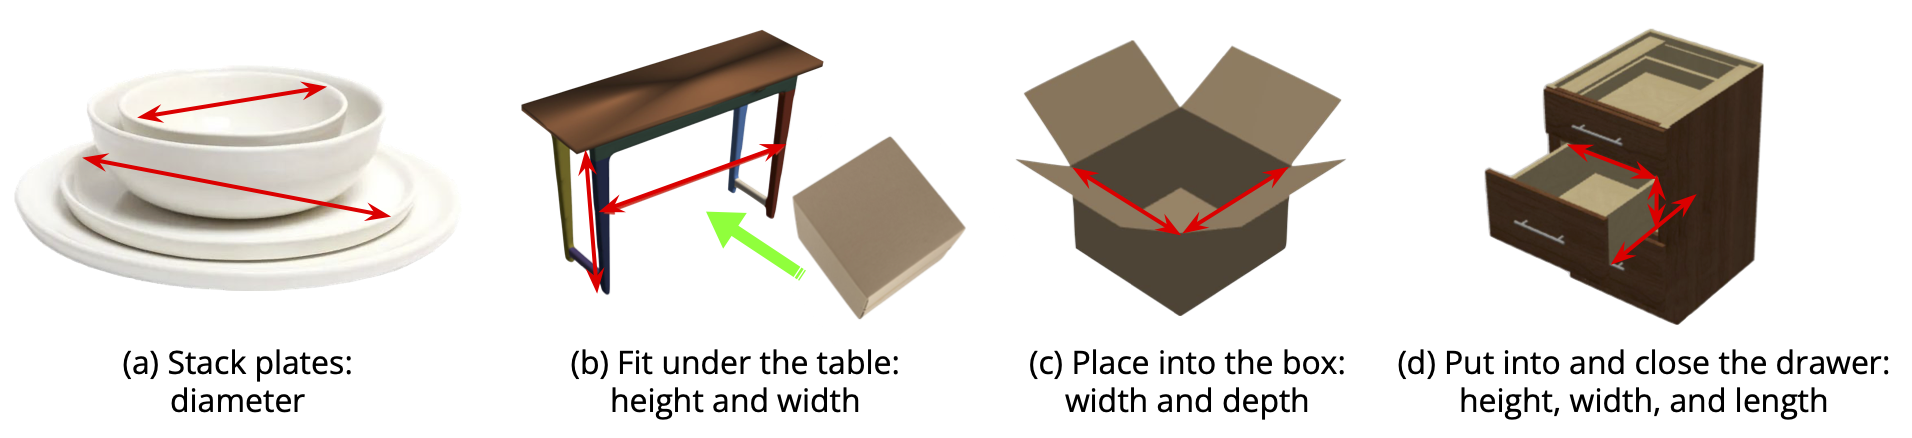 (a) Stack plates:
diameter
(b) Fit under the table:
height and width
(c) Place into the box:
width and depth
(d) Put into and close the drawer:
height, width, and length